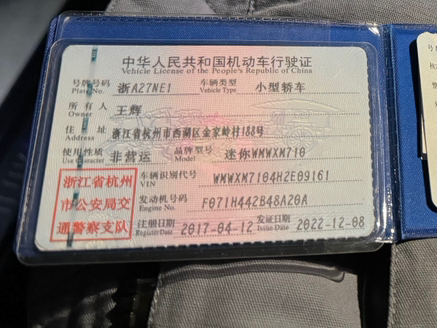 中华人民共和国机动车行驶证
Vehicle License of the People's Republic of China
号牌号码 浙A27NE1 车辆类型 小型轿车
Plate No. Vehicle Type
所有人 王辉
Owner
住址 浙江省杭州市西湖区金家岭村188号
Address
使用性质 非营运 品牌型号 迷你WMWXM710
Use Character Model
浙江省杭州
市公安局交
通警察支队
车辆识别代号 WMWXM7104H2E09161
VIN
发动机号码 F071H442B48A20A
Engine No.
注册日期 2017-04-12 发证日期 2022-12-08
Register Date Issue Date